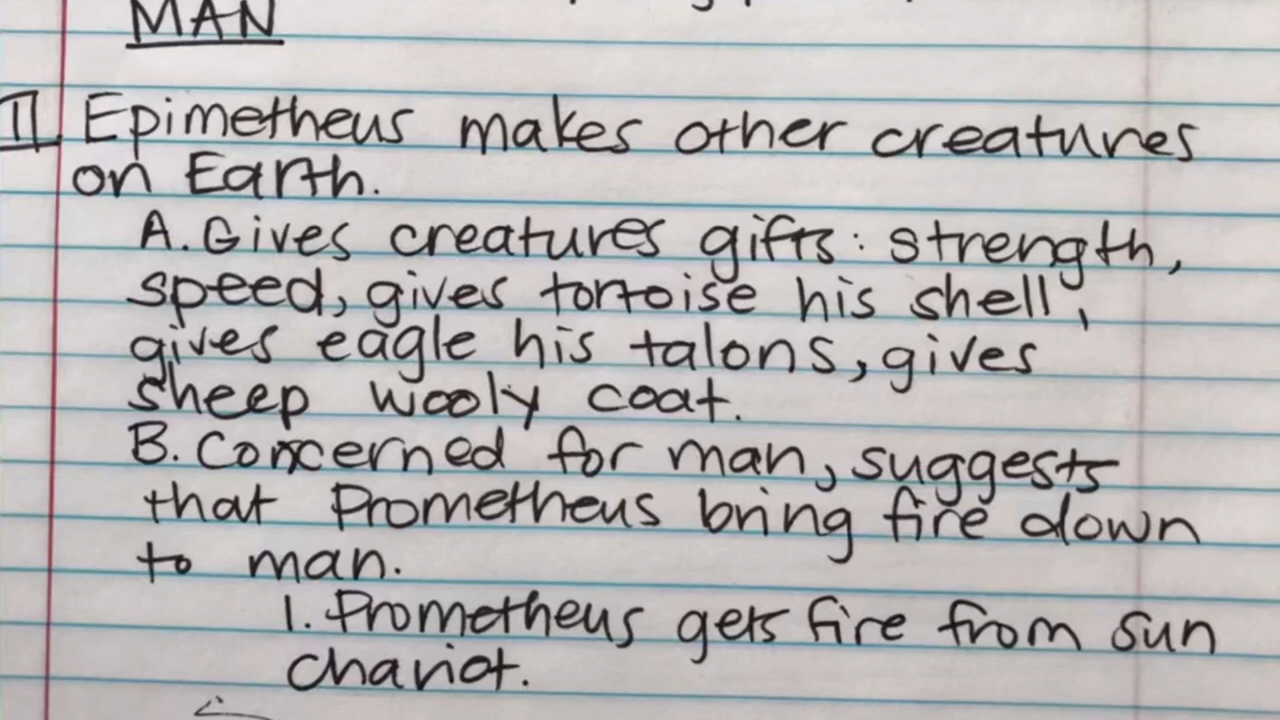 MAN
II Epimetheus makes other creatures
on Earth.
A. Gives creatures gifts: strength,
speed, gives tortoise his shell,
gives eagle his talons, gives
sheep wooly coat.
B. Concerned for man, suggests
that Prometheus bring fire down
to man.
1. Prometheus gets fire from sun
chariot.